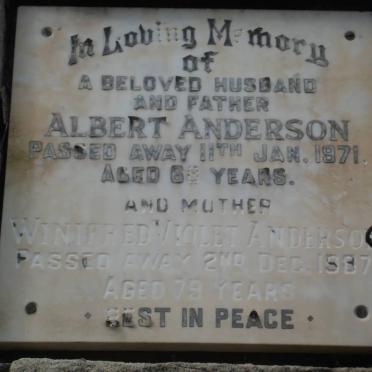 In Loving Memory
of
A BELOVED HUSBAND
AND FATHER
ALBERT ANDERSON
PASSED AWAY 11TH JAN. 1971.
AGED YEARS.
AND MOTHER
WINIFRED VIOLET ANDERSON
PASSED AWAY 2ND DEC. 1987
AGED 79 YEARS
REST IN PEACE